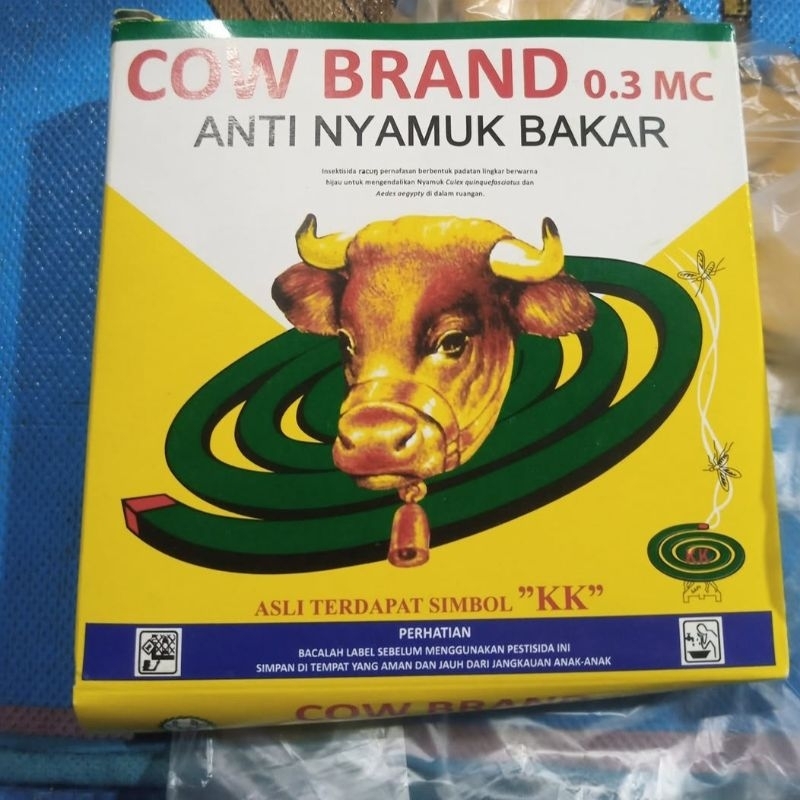 COW BRAND 0.3 MC
ANTI NYAMUK BAKAR
Insektisida racun pernafasan berbentuk padatan lingkar berwarna
hijau untuk mengendalikan Nyamuk Culex quinquefasciatus dan
Aedes aegypty di dalam ruangan.
KK
ASLI TERDAPAT SIMBOL "KK"
PERHATIAN
BACALAH LABEL SEBELUM MENGGUNAKAN PESTISIDA INI
SIMPAN DI TEMPAT YANG AMAN DAN JAUH DARI JANGKAUAN ANAK-ANAK
COW BRAND